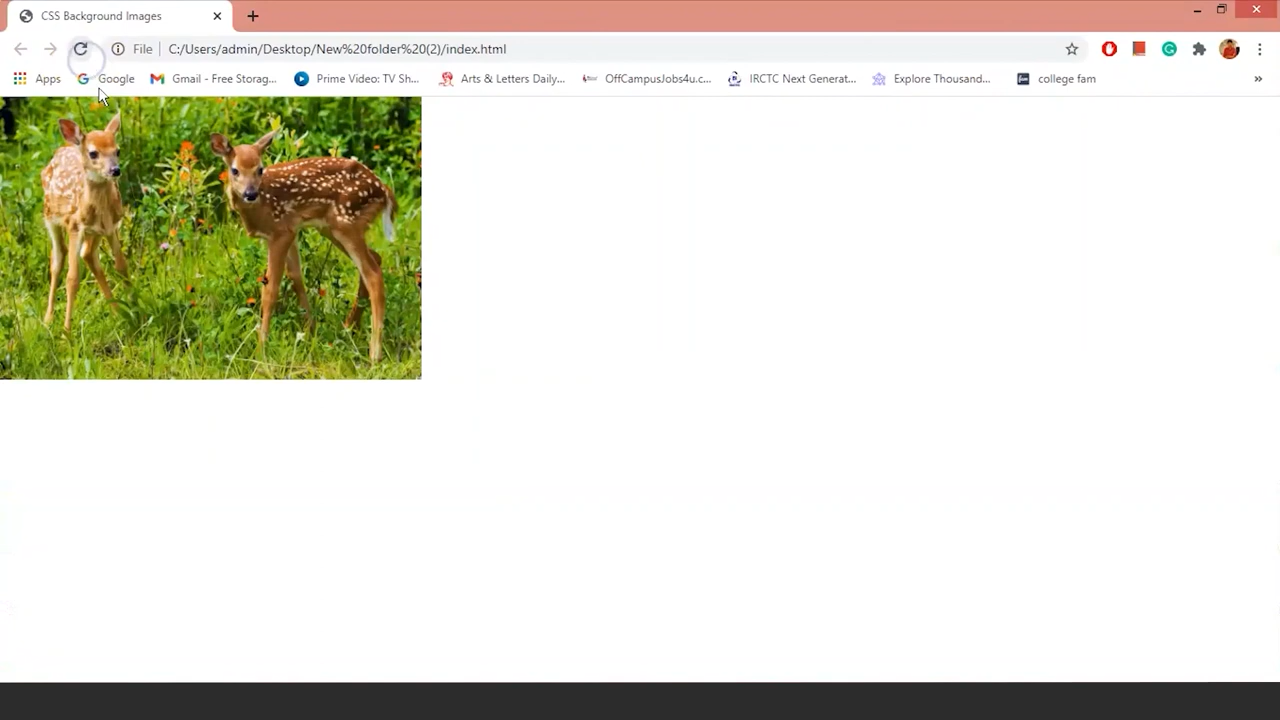 CSS Background Images
File C:/Users/admin/Desktop/New%20folder%20(2)/index.html
Apps Google Gmail - Free Storag... Prime Video: TV Sh... Arts & Letters Daily... OffCampusJobs4u.c... IRCTC Next Generat... Explore Thousand... college fam